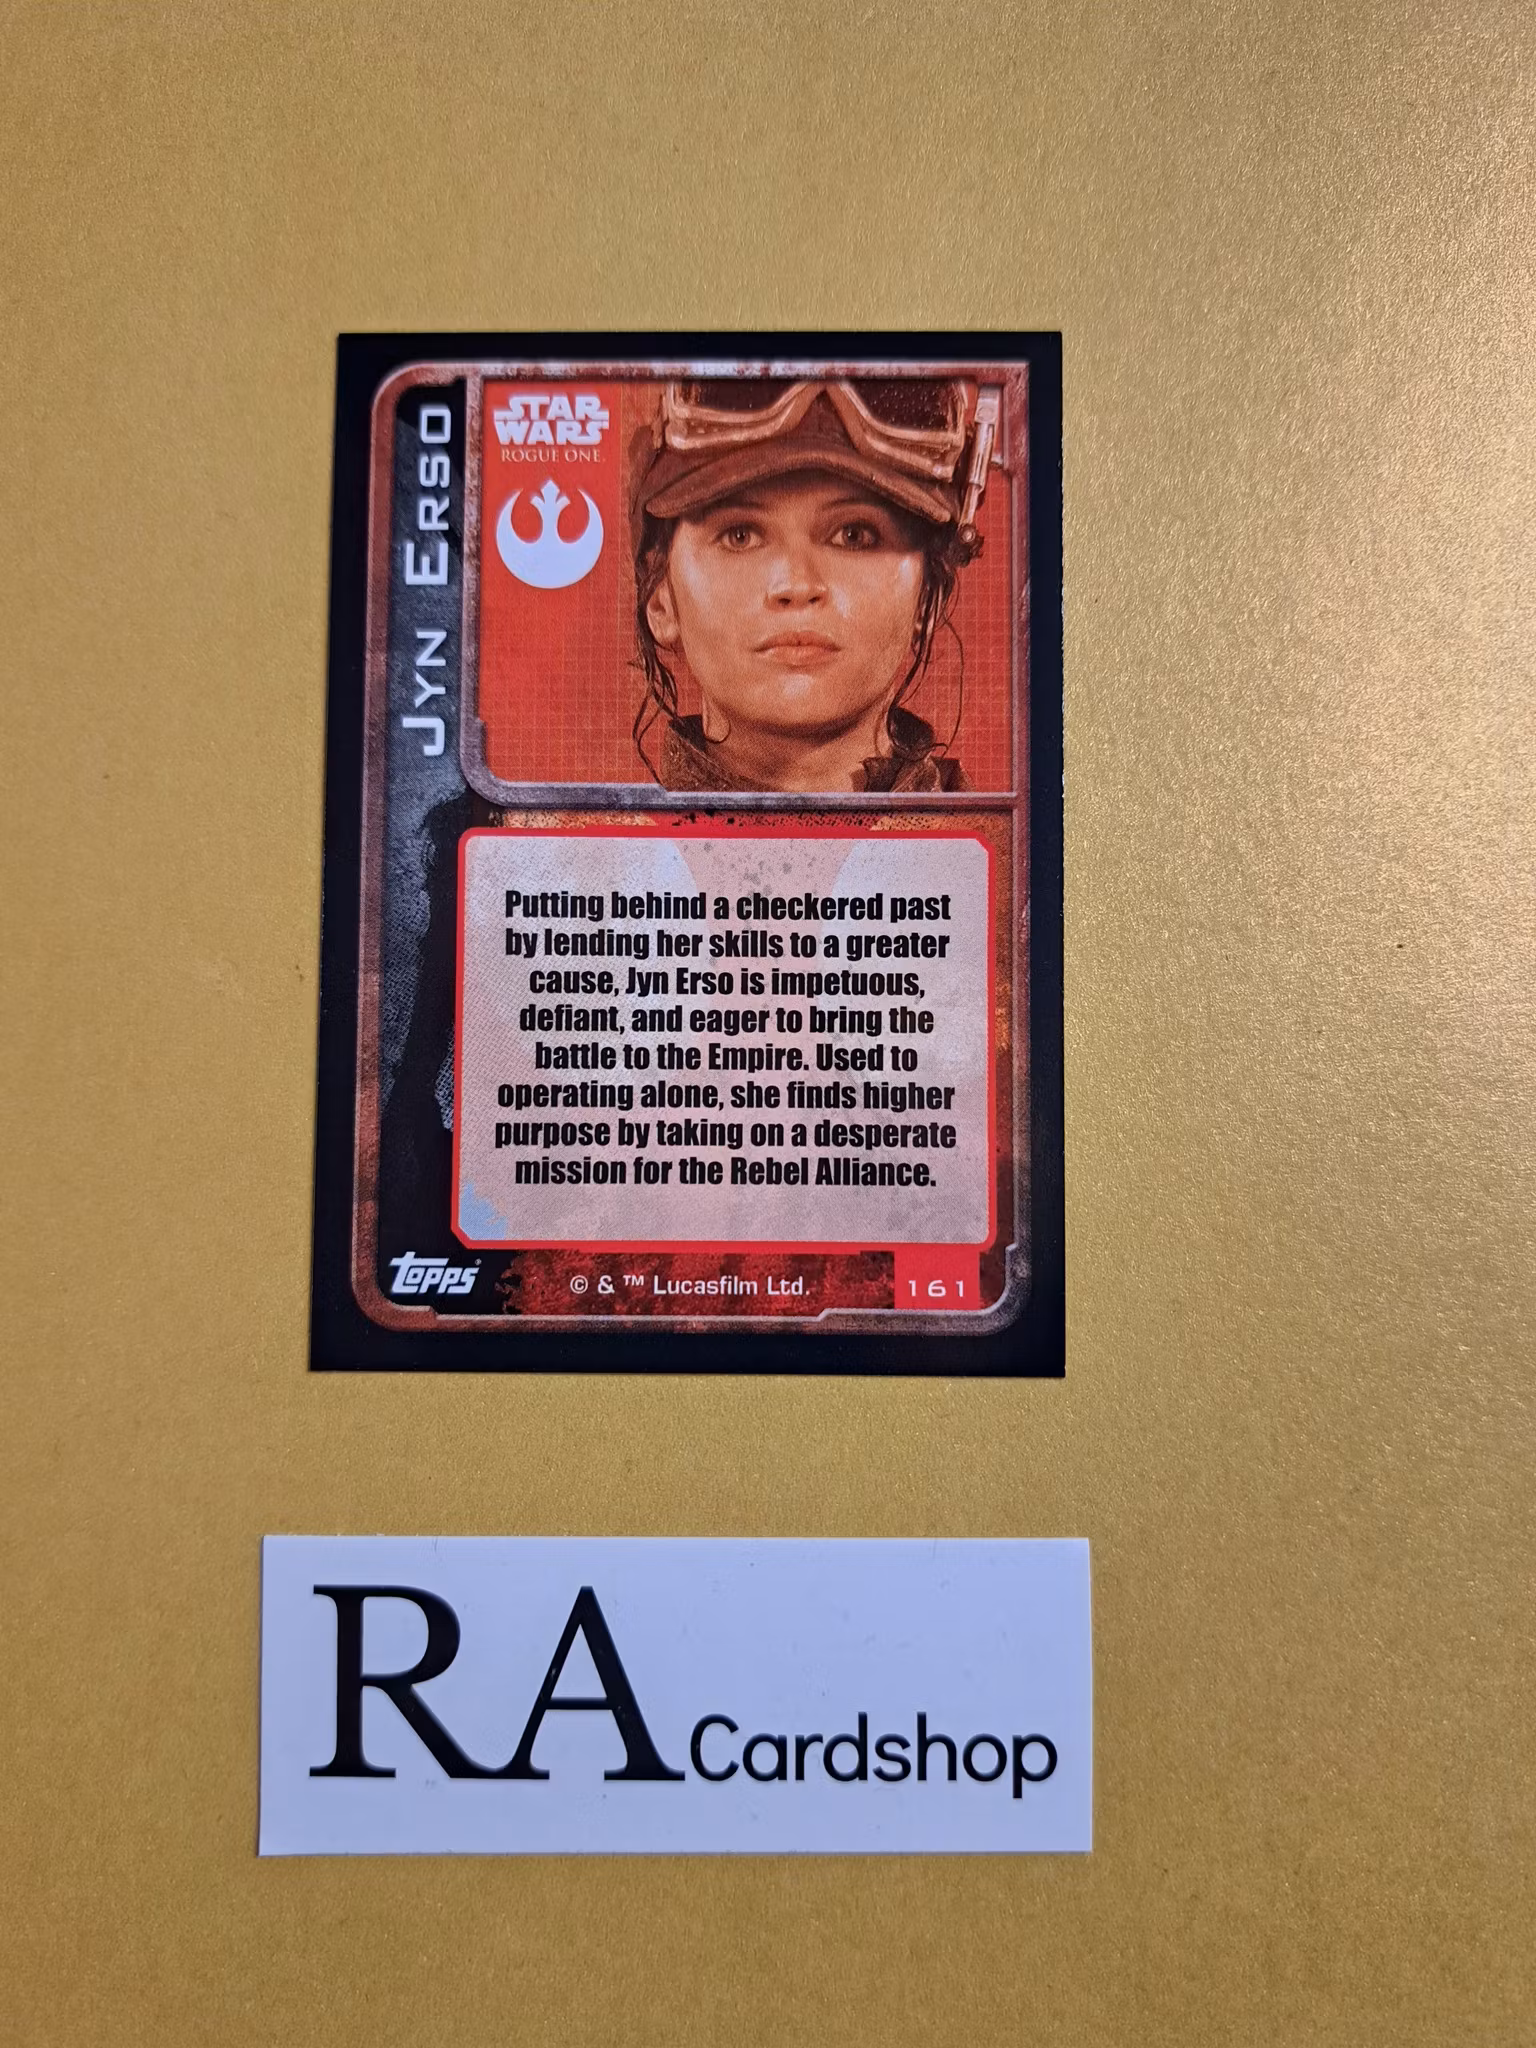 JYN ERSO
STAR
WARS
ROGUE ONE.
Putting behind a checkered past
by lending her skills to a greater
cause, Jyn Erso is impetuous,
defiant, and eager to bring the
battle to the Empire. Used to
operating alone, she finds higher
purpose by taking on a desperate
mission for the Rebel Alliance.
topps®
© & ™ Lucasfilm Ltd.
161
RA Cardshop